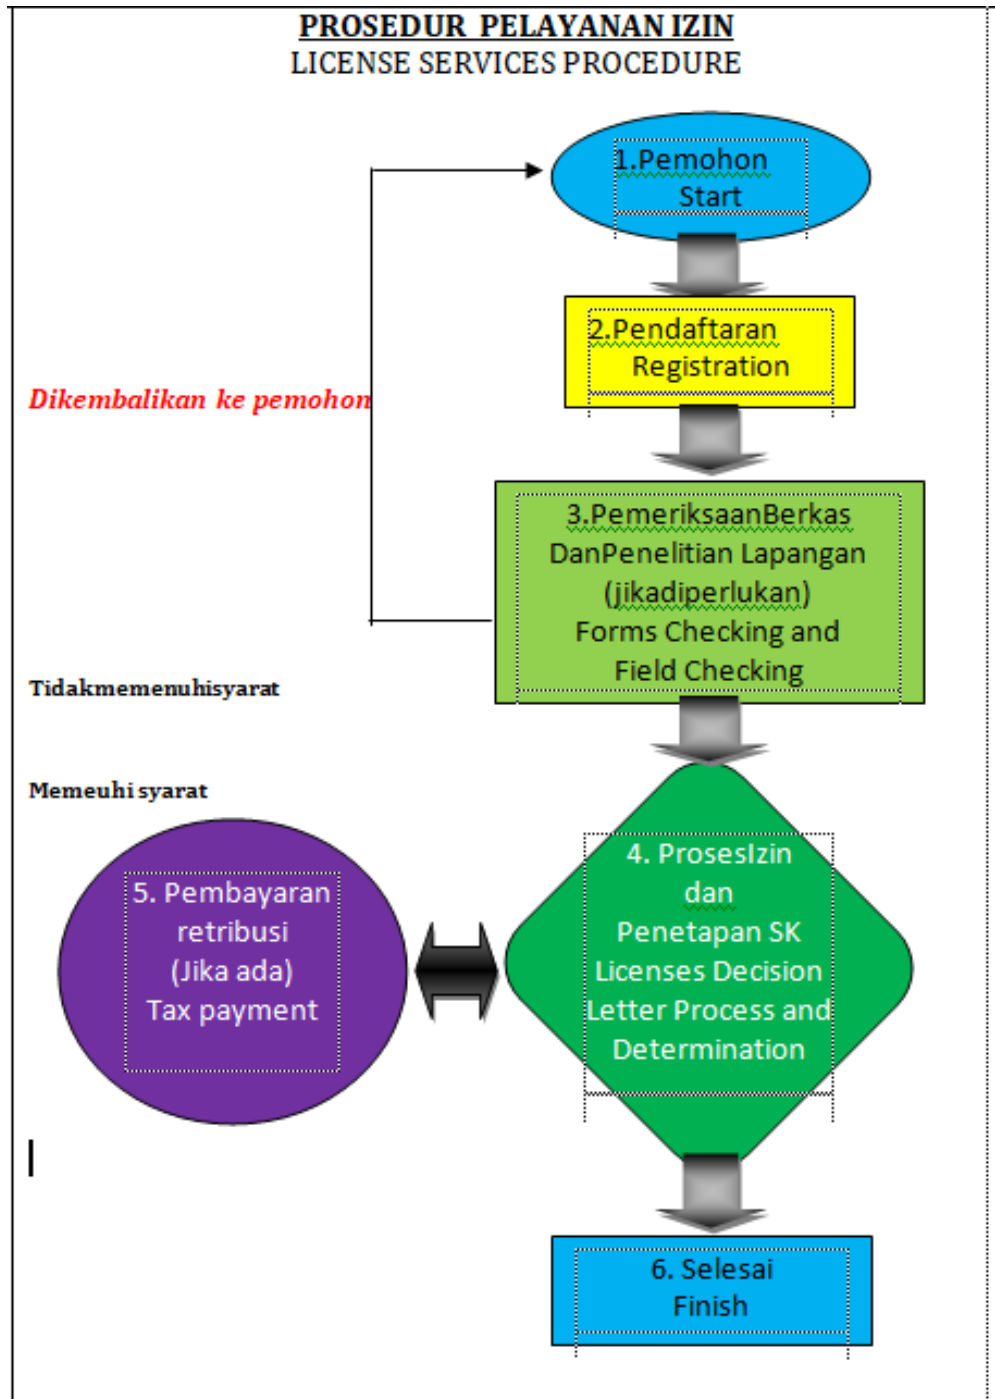 PROSEDUR PELAYANAN IZIN
LICENSE SERVICES PROCEDURE
1.Pemohon
Start
2.Pendaftaran
Registration
Dikembalikan ke pemohon
3.PemeriksaanBerkas
DanPenelitian Lapangan
(jikadiperlukan)
Forms Checking and
Field Checking
Tidakmemenuhisyarat
Memeuhi syarat
4. ProsesIzin
dan
Penetapan SK
Licenses Decision
Letter Process and
Determination
5. Pembayaran
retribusi
(Jika ada)
Tax payment
6. Selesai
Finish